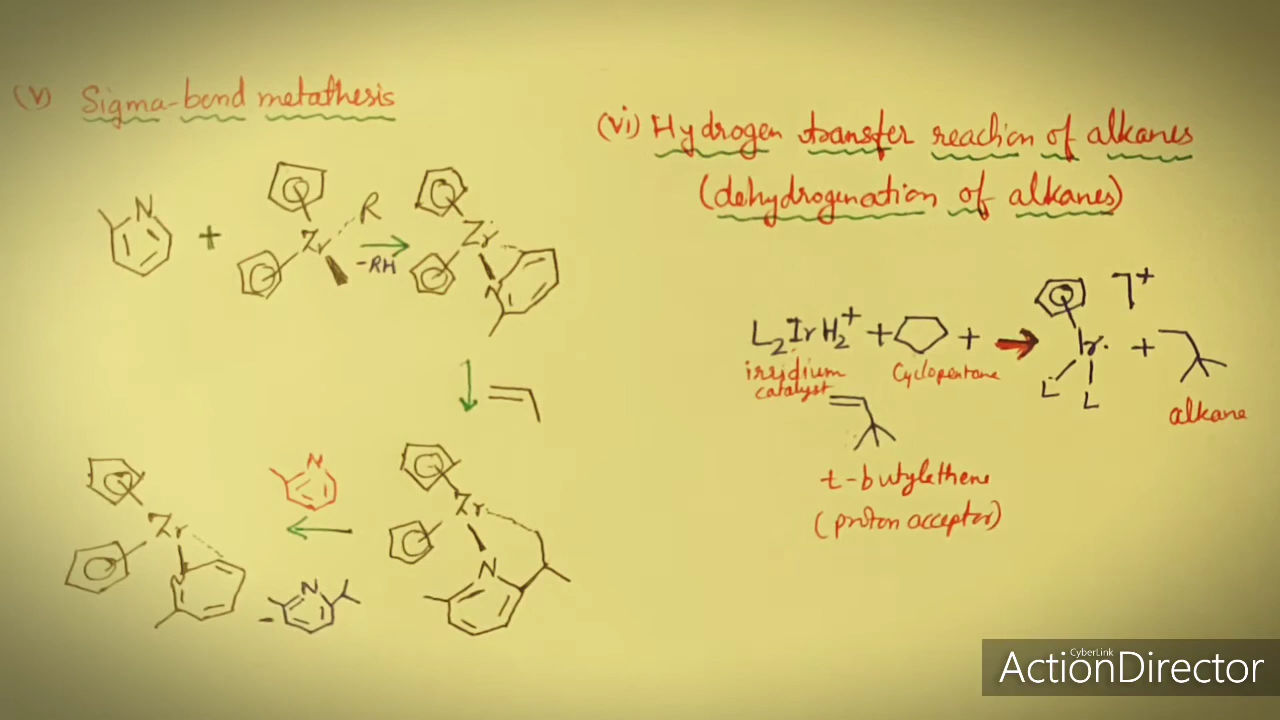 (V) Sigma-bond metathesis
N
+
Zr
R
-RH
Zr
N
Zr
N
N
-
N
Zr
N
(vi) Hydrogen transfer reaction of alkanes
(dehydrogenation of alkanes)
L2IrH2+ + + Ir ]+ +
L L
iridium catalyst
Cyclopentane
alkane
t-butylethene
(proton acceptor)
CyberLink
ActionDirector